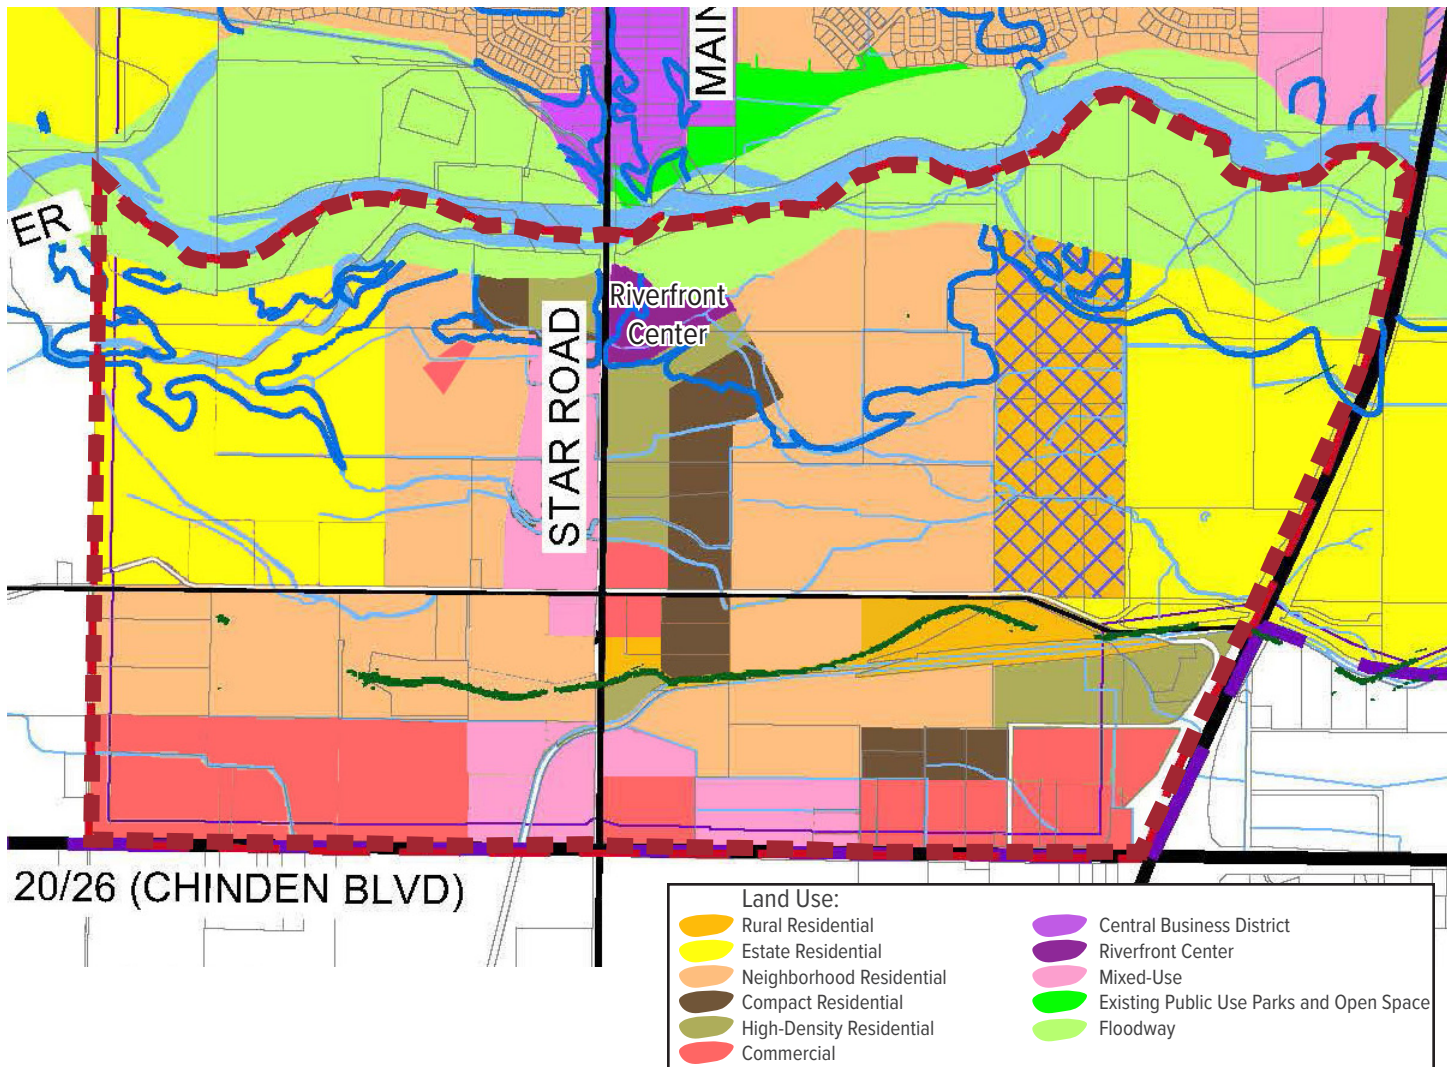 MAIN
ER
Riverfront
Center
STAR ROAD
20/26 (CHINDEN BLVD)
Land Use:
Rural Residential
Estate Residential
Neighborhood Residential
Compact Residential
High-Density Residential
Commercial
Central Business District
Riverfront Center
Mixed-Use
Existing Public Use Parks and Open Space
Floodway